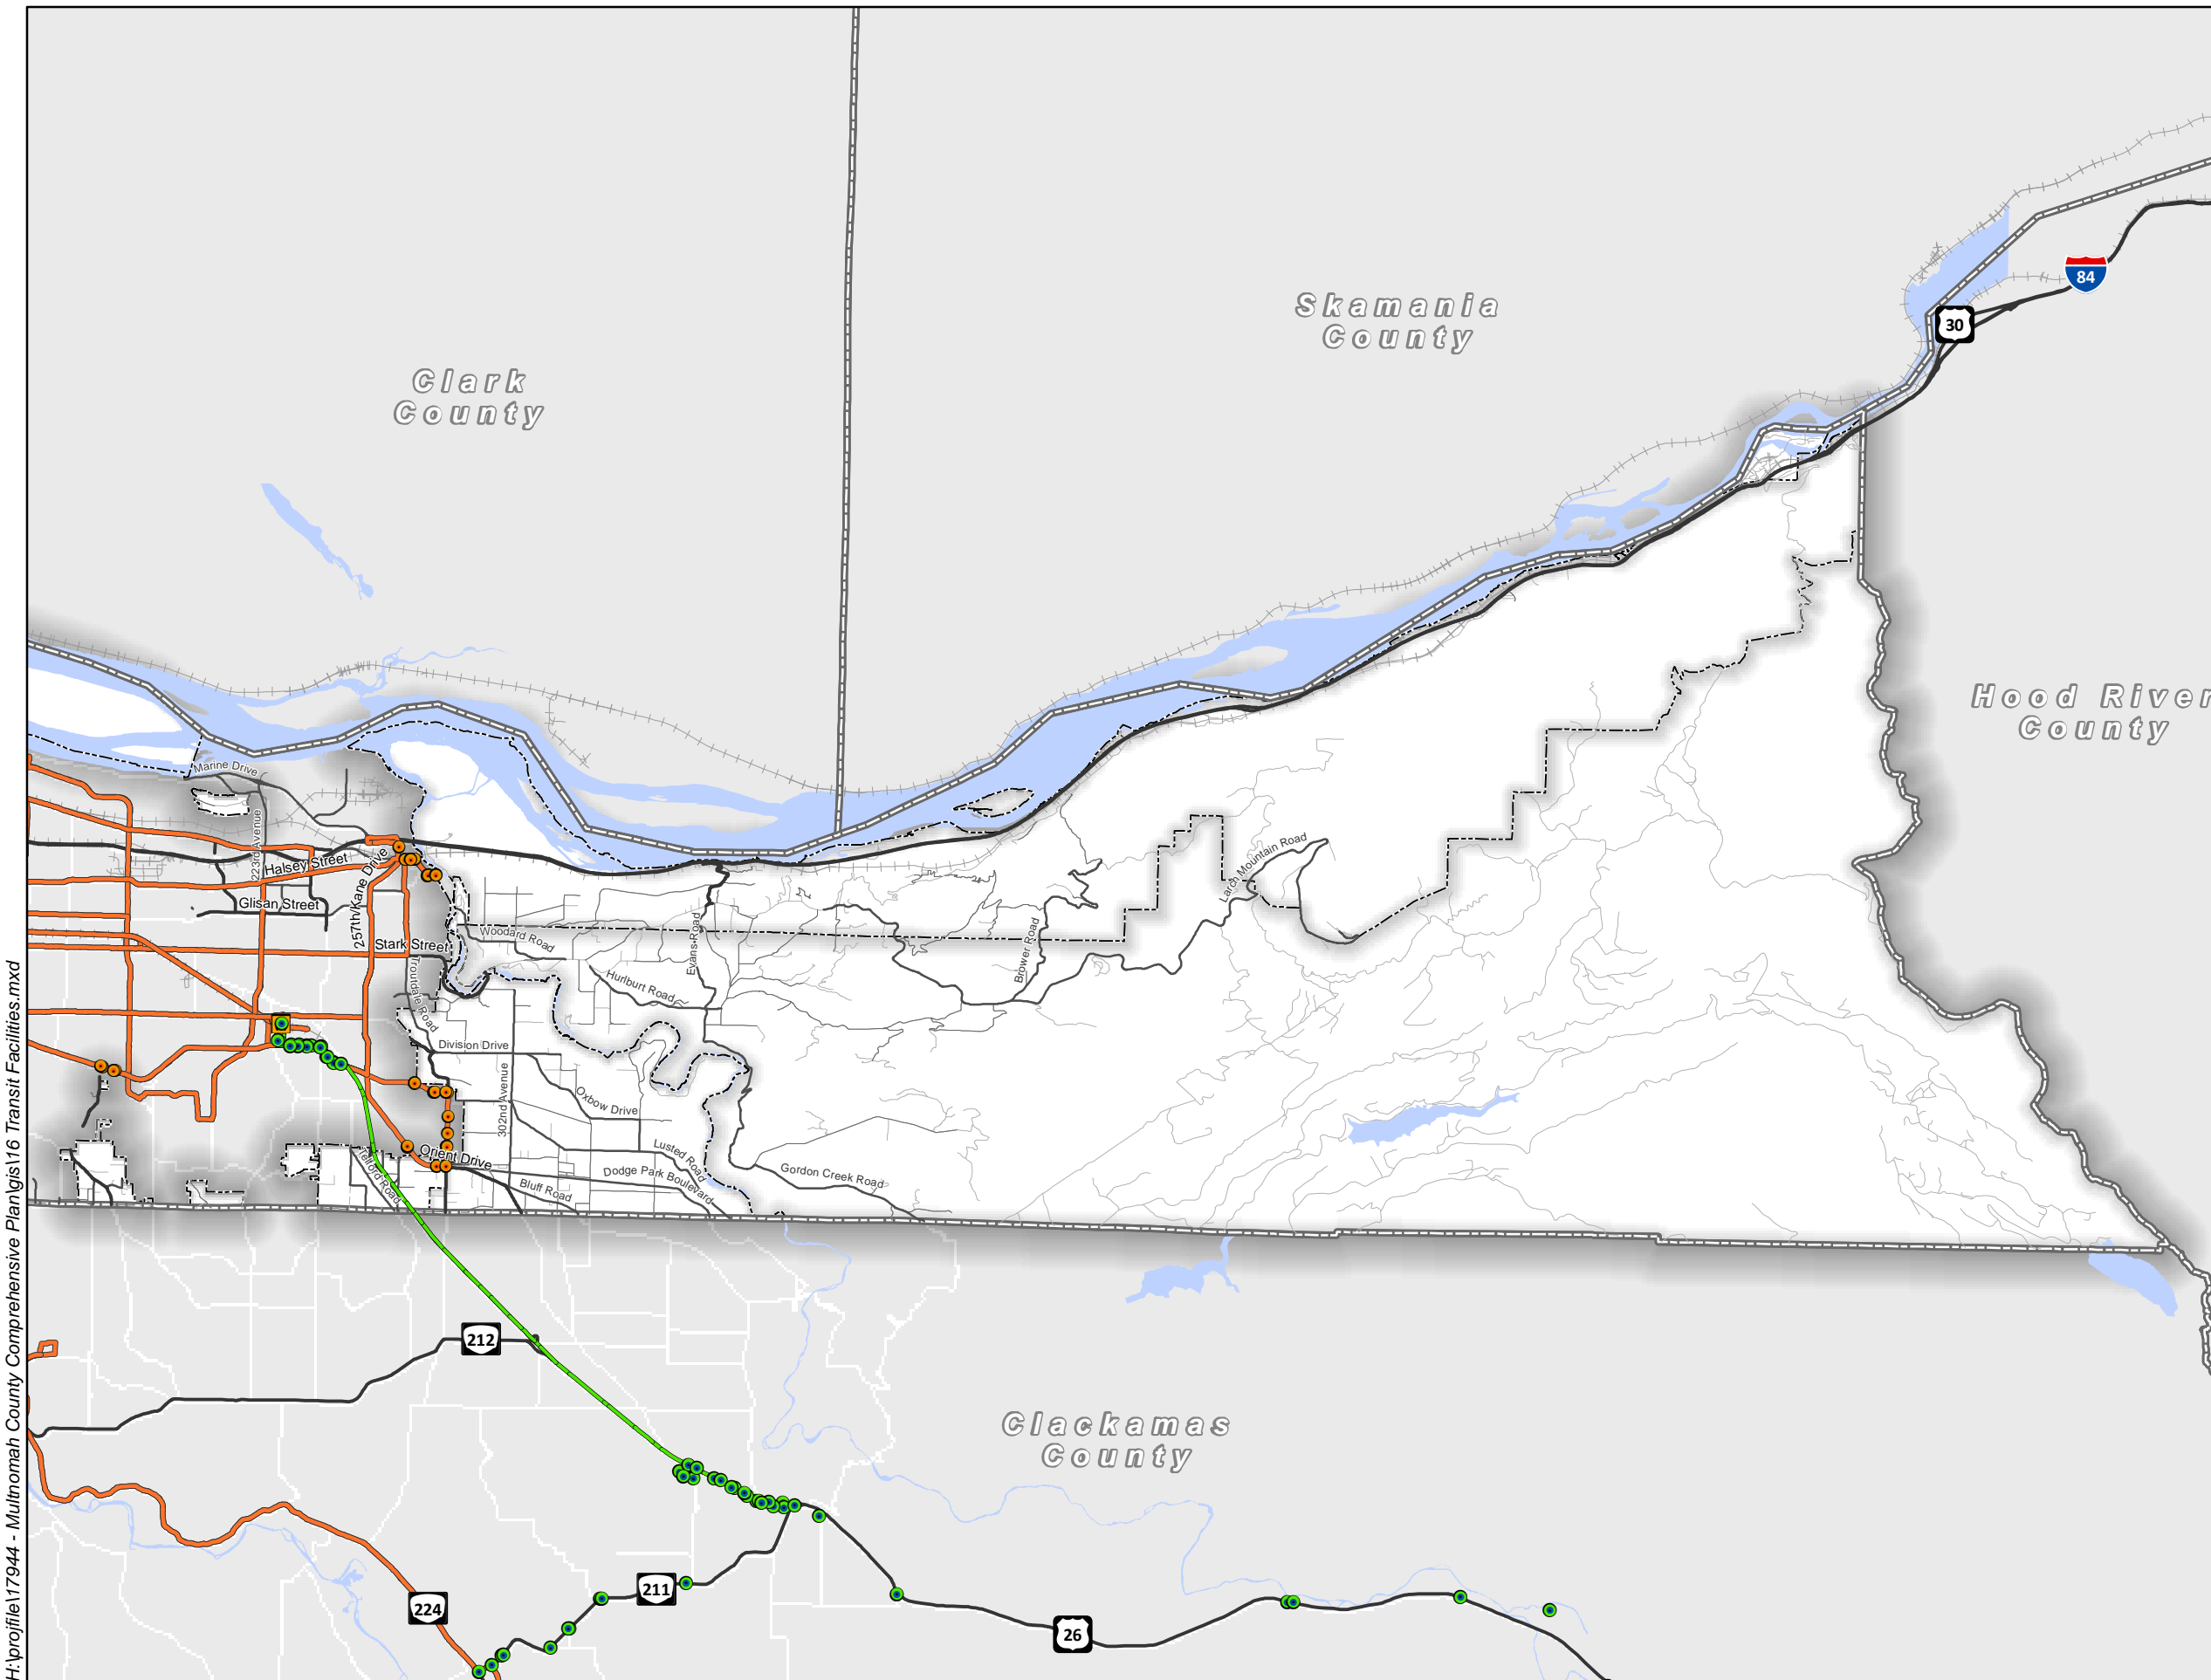 84
30
Skamania
County
Clark
County
Hood River
County
Marine Drive
223rd Avenue
Halsey Street
257th/Kane Drive
Glisan Street
Stark Street
Troutdale Road
Woodard Road
Evans Road
Hurlburt Road
Brower Road
Larch Mountain Road
Division Drive
302nd Avenue
Oxbow Drive
Orient Drive
Telford Road
Lusted Road
Dodge Park Boulevard
Bluff Road
Gordon Creek Road
212
Clackamas
County
211
224
26
H:\projfile\17944 - Multnomah County Comprehensive Plan\gis\16 Transit Facilities.mxd